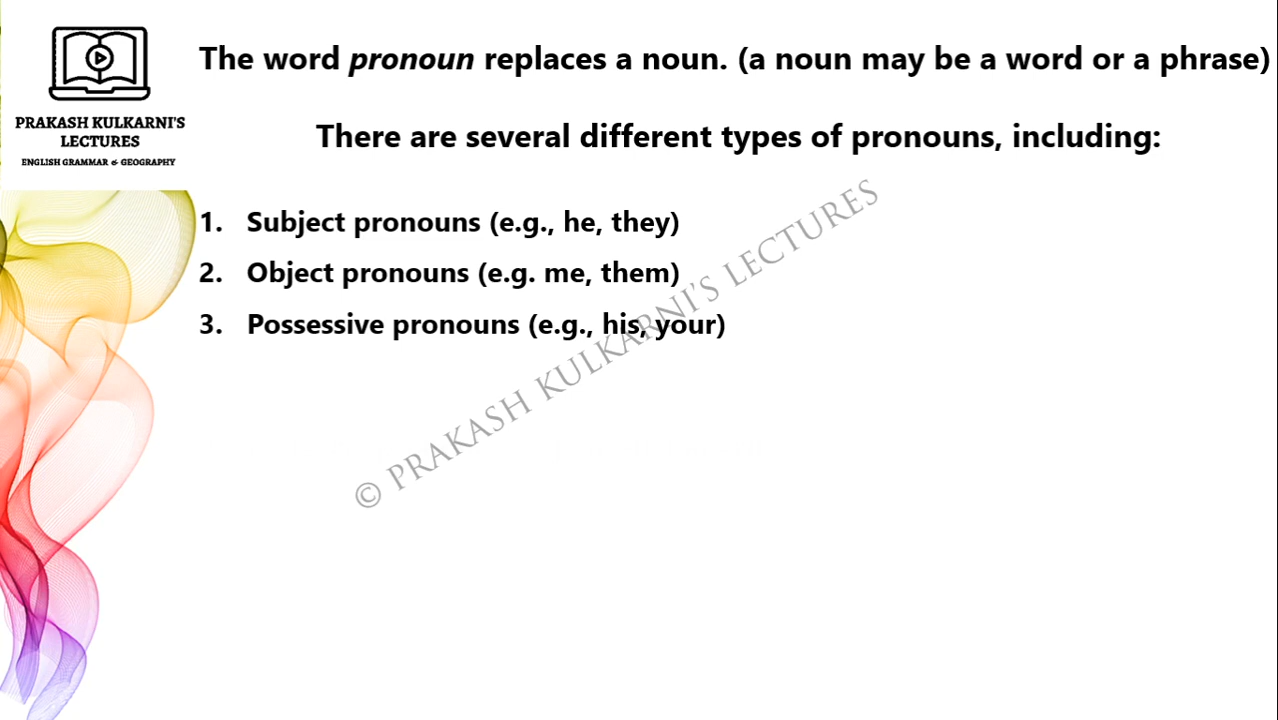 The word pronoun replaces a noun. (a noun may be a word or a phrase)
PRAKASH KULKARNI'S
LECTURES
ENGLISH GRAMMAR & GEOGRAPHY
There are several different types of pronouns, including:
1. Subject pronouns (e.g., he, they)
2. Object pronouns (e.g. me, them)
3. Possessive pronouns (e.g., his, your)
© PRAKASH KULKARNI'S LECTURES